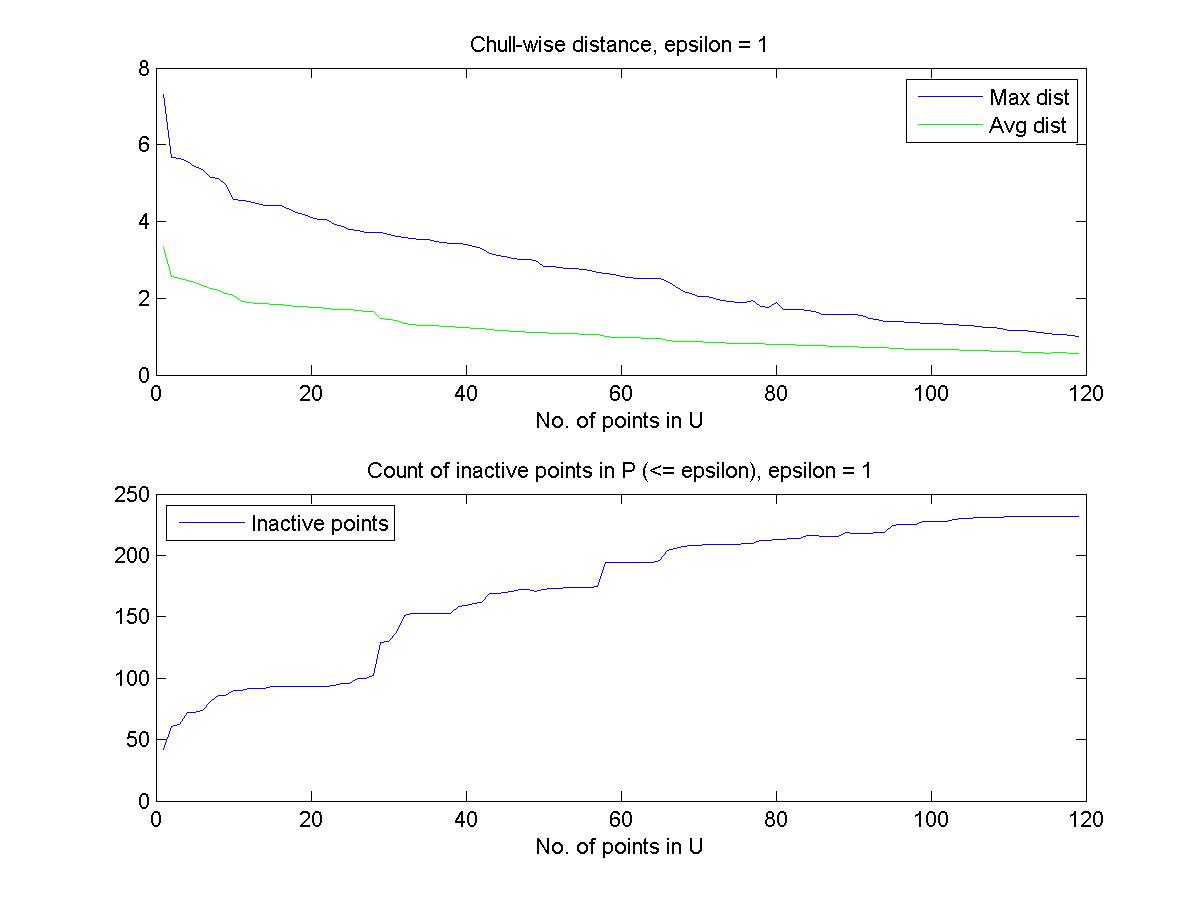 Chull-wise distance, epsilon = 1
8
6
4
2
0
Max dist
Avg dist
0 20 40 60 80 100 120
No. of points in U
Count of inactive points in P (<= epsilon), epsilon = 1
250
200
150
100
50
0
Inactive points
0 20 40 60 80 100 120
No. of points in U